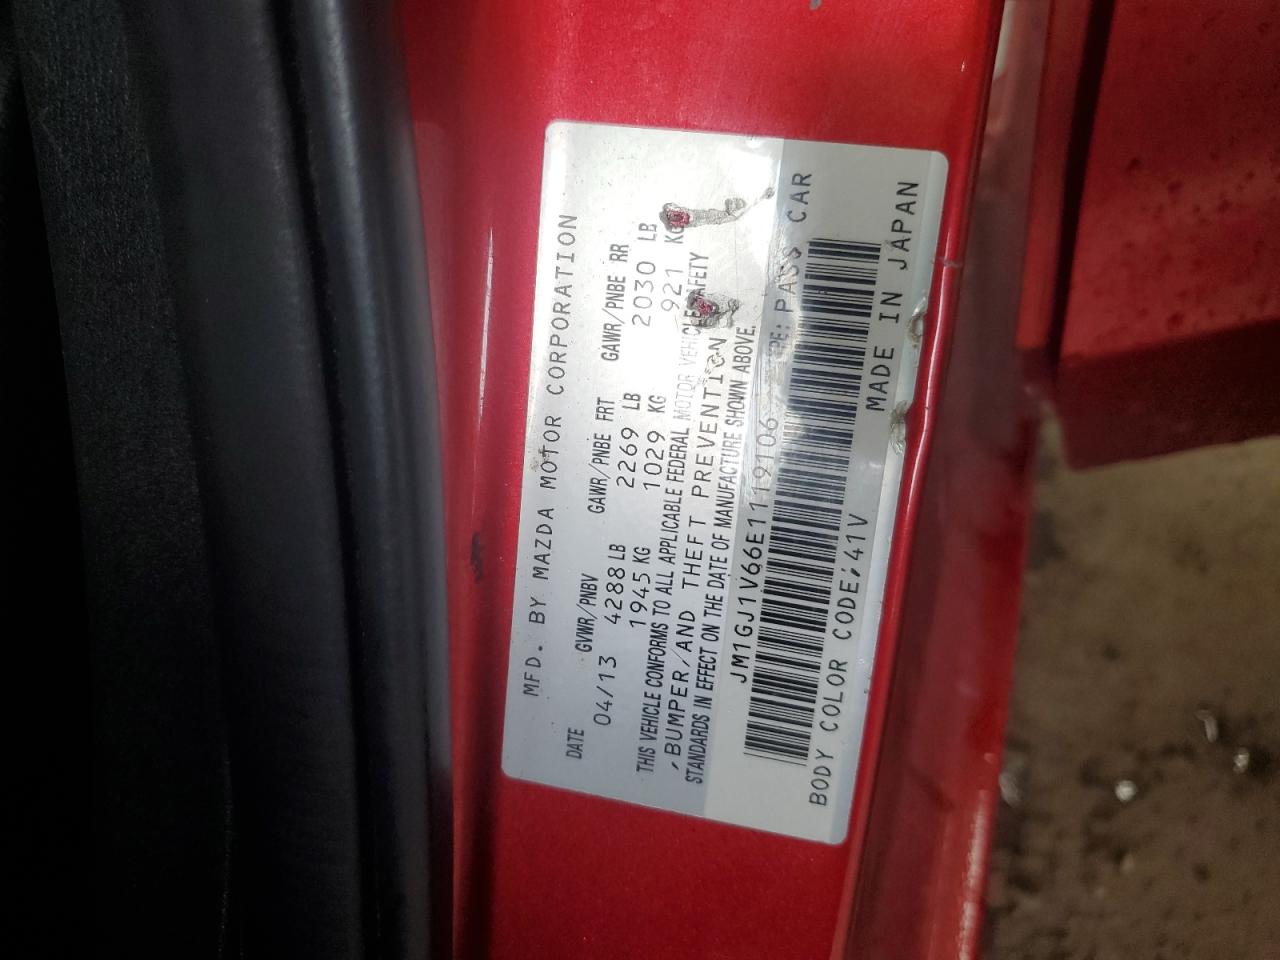 MFD. BY MAZDA MOTOR CORPORATION
DATE GVWR/PNBV GAWR/PNBE FRT GAWR/PNBE RR
04/13 4288 LB 2269 LB 2030 LB
1945 KG 1029 KG 921 KG
THIS VEHICLE CONFORMS TO ALL APPLICABLE FEDERAL MOTOR VEHICLE SAFETY
,BUMPER,AND THEFT PREVENTION
STANDARDS IN EFFECT ON THE DATE OF MANUFACTURE SHOWN ABOVE.
JM1GJ1V66E1119106 PASS CAR
BODY COLOR CODE: 41V MADE IN JAPAN